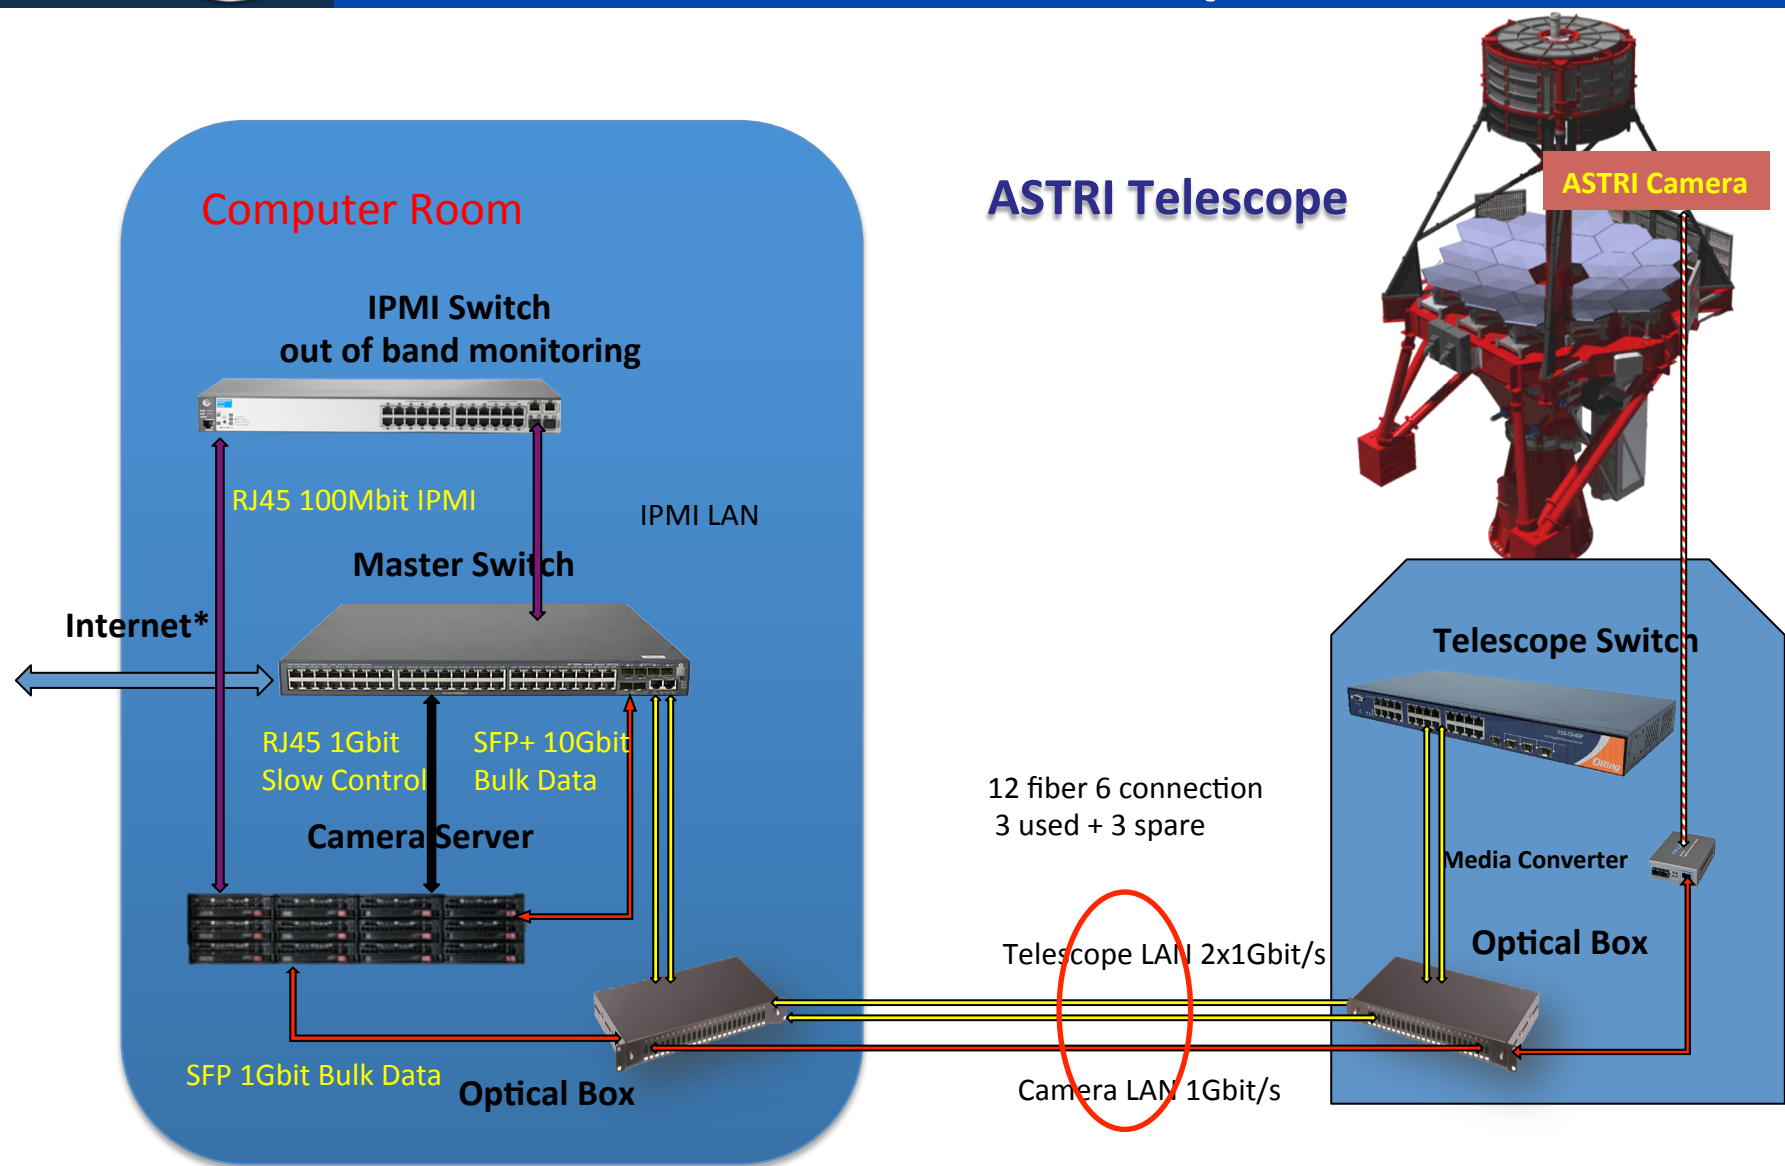 Computer Room
ASTRI Telescope
ASTRI Camera
IPMI Switch
out of band monitoring
RJ45 100Mbit IPMI
IPMI LAN
Master Switch
Internet*
Telescope Switch
RJ45 1Gbit
Slow Control
SFP+ 10Gbit
Bulk Data
ORing
12 fiber 6 connection
3 used + 3 spare
Camera Server
Media Converter
Telescope LAN 2x1Gbit/s
Optical Box
SFP 1Gbit Bulk Data
Optical Box
Camera LAN 1Gbit/s